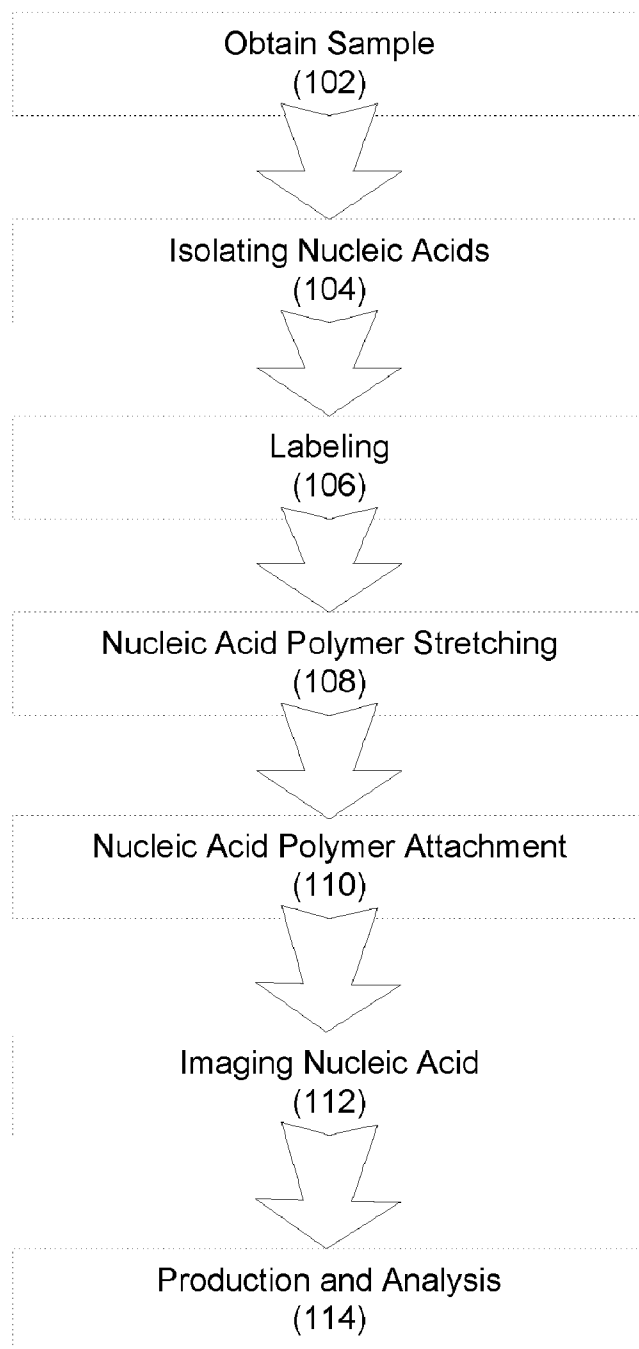 Obtain Sample
(102)
Isolating Nucleic Acids
(104)
Labeling
(106)
Nucleic Acid Polymer Stretching
(108)
Nucleic Acid Polymer Attachment
(110)
Imaging Nucleic Acid
(112)
Production and Analysis
(114)